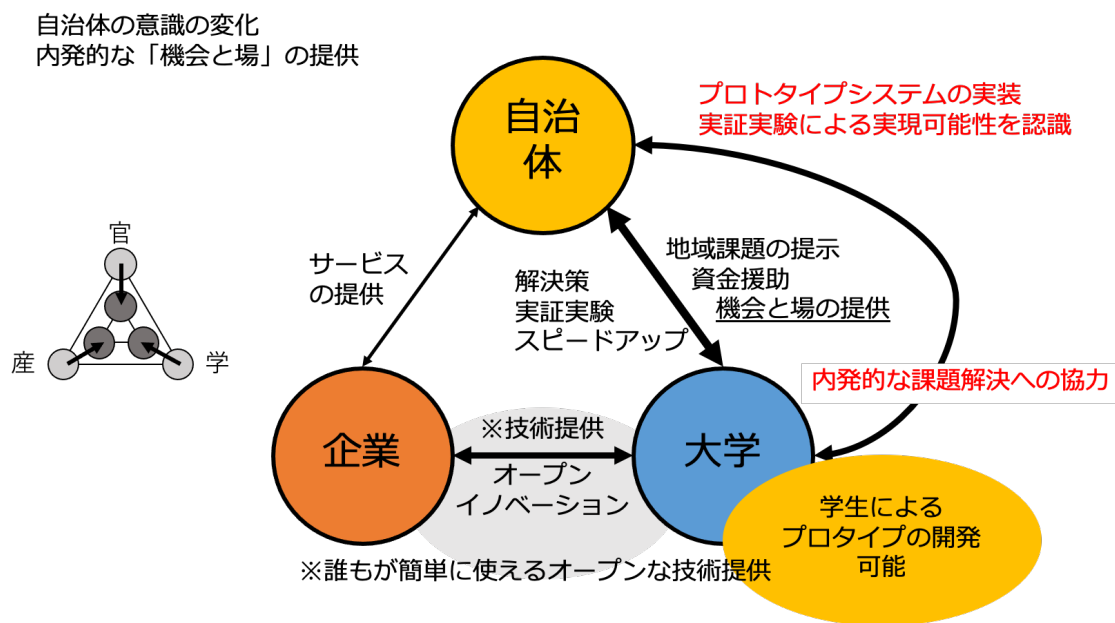 自治体の意識の変化
内発的な「機会と場」の提供
自治
体
プロトタイプシステムの実装
実証実験による実現可能性を認識
官
産
学
サービス
の提供
解決策
実証実験
スピードアップ
地域課題の提示
資金援助
機会と場の提供
内発的な課題解決への協力
企業
※技術提供
オープン
イノベーション
大学
学生による
プロタイプの開発
可能
※誰もが簡単に使えるオープンな技術提供